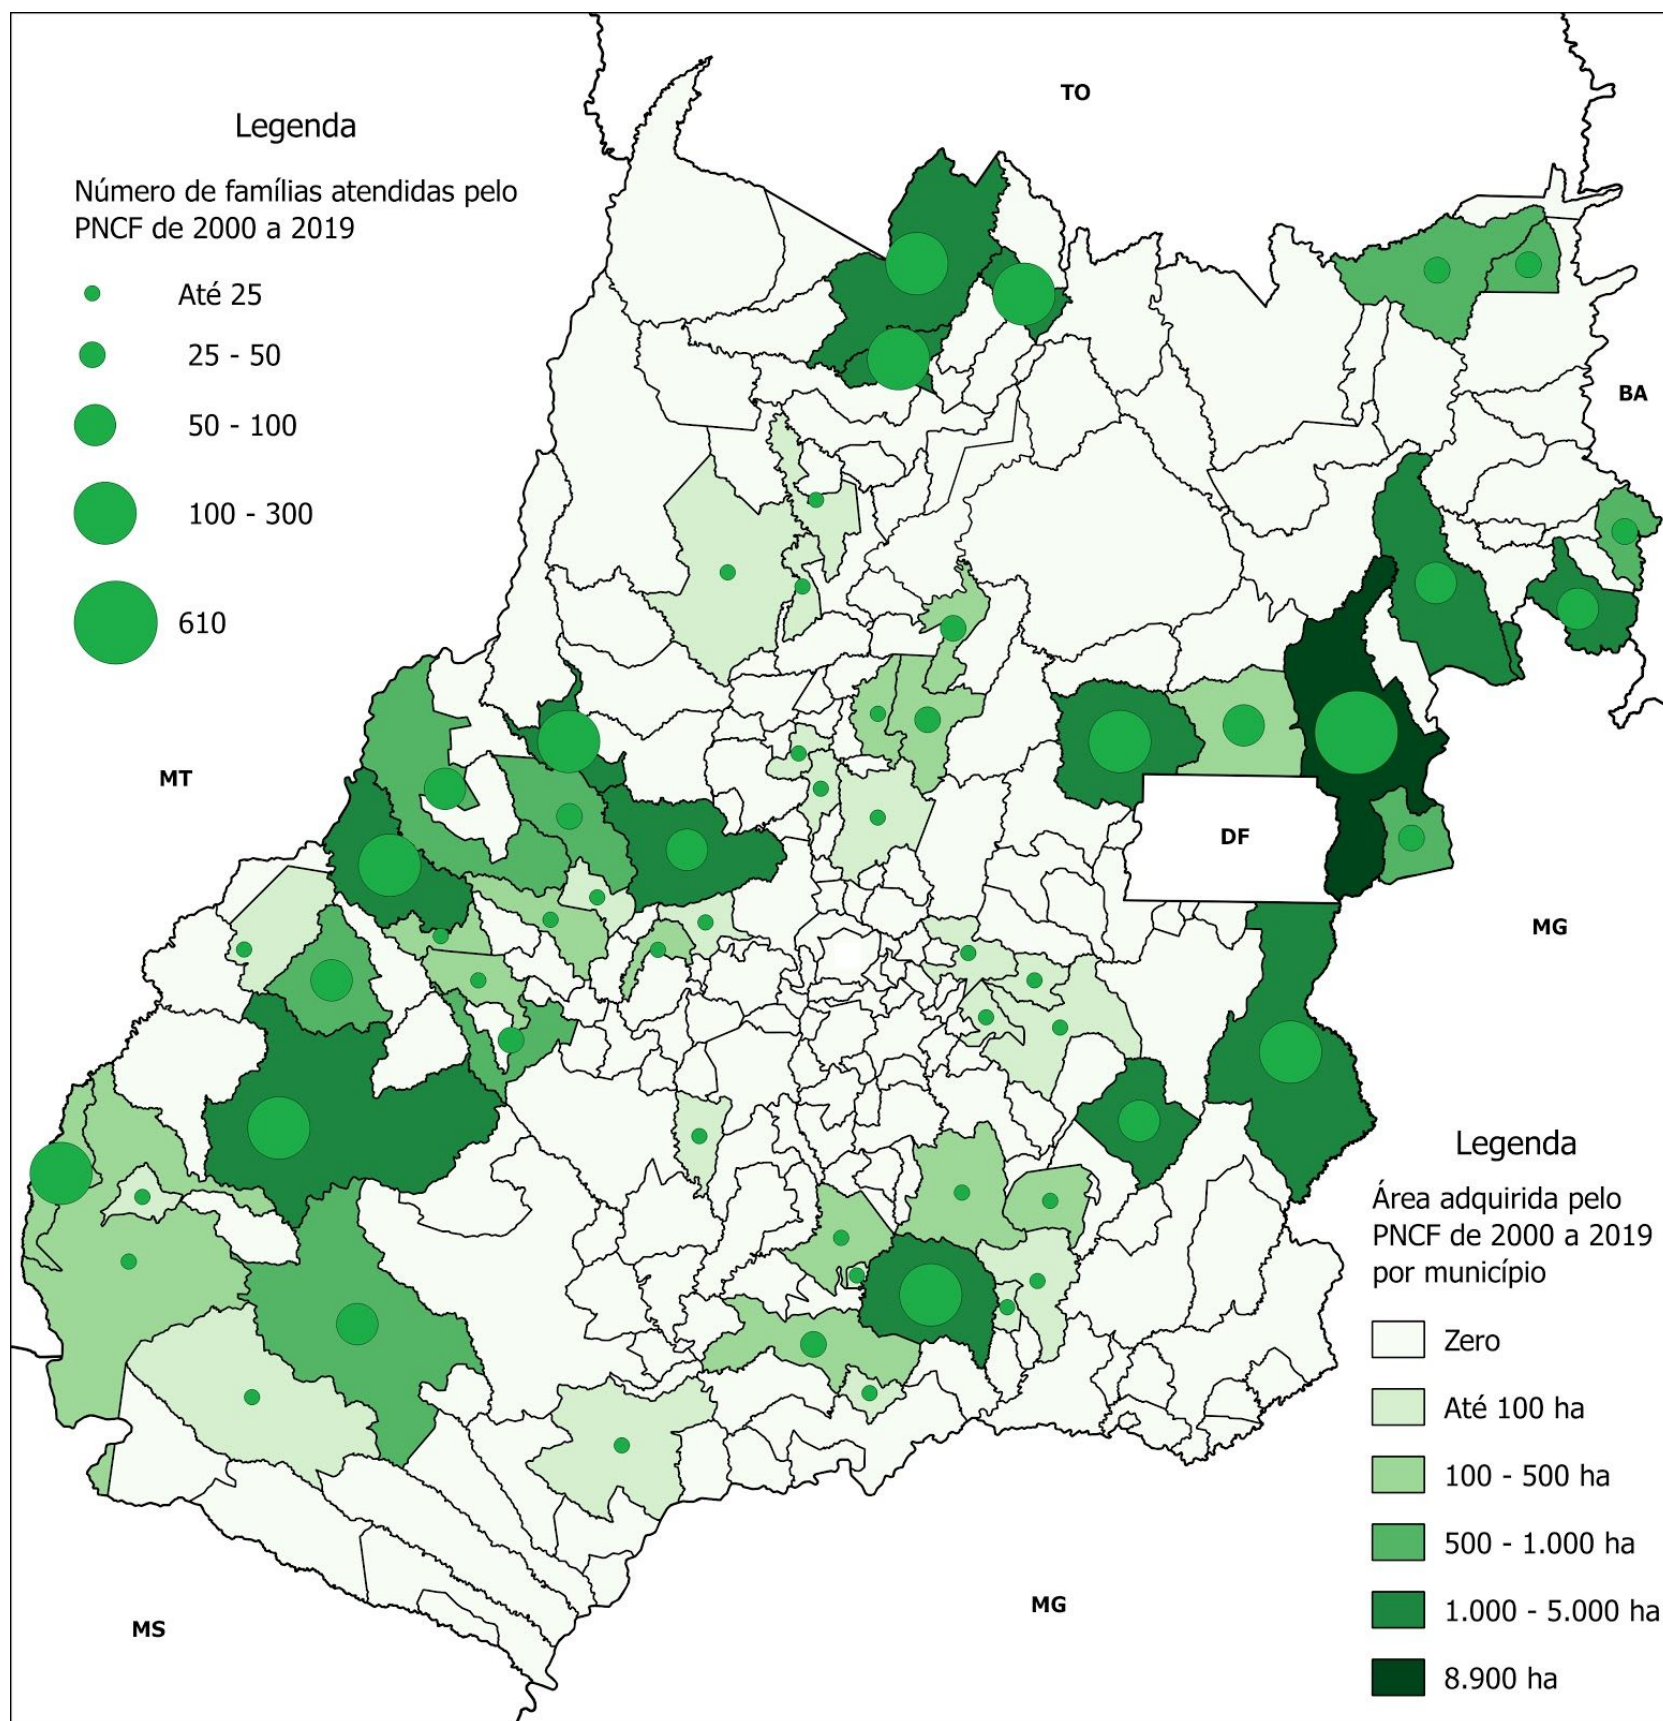 Legenda
Número de famílias atendidas pelo
PNCF de 2000 a 2019
Até 25
25 - 50
50 - 100
100 - 300
610
TO
BA
MT
DF
MG
MS
MG
Legenda
Área adquirida pelo
PNCF de 2000 a 2019
por município
Zero
Até 100 ha
100 - 500 ha
500 - 1.000 ha
1.000 - 5.000 ha
8.900 ha